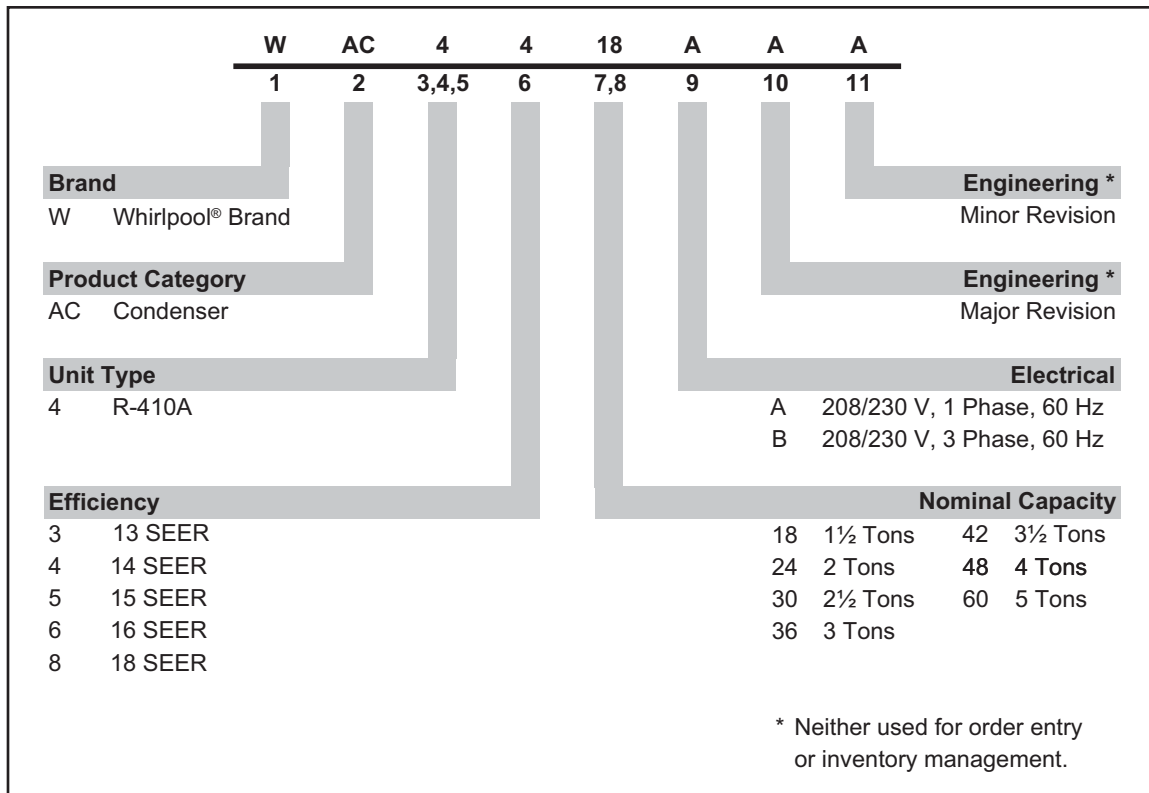 W AC 4 4 18 A A A
1 2 3,4,5 6 7,8 9 10 11
Brand
W Whirlpool® Brand
Product Category
AC Condenser
Unit Type
4 R-410A
Efficiency
3 13 SEER
4 14 SEER
5 15 SEER
6 16 SEER
8 18 SEER
Engineering *
Minor Revision
Engineering *
Major Revision
Electrical
A 208/230 V, 1 Phase, 60 Hz
B 208/230 V, 3 Phase, 60 Hz
Nominal Capacity
18 1½ Tons 42 3½ Tons
24 2 Tons 48 4 Tons
30 2½ Tons 60 5 Tons
36 3 Tons
* Neither used for order entry
or inventory management.